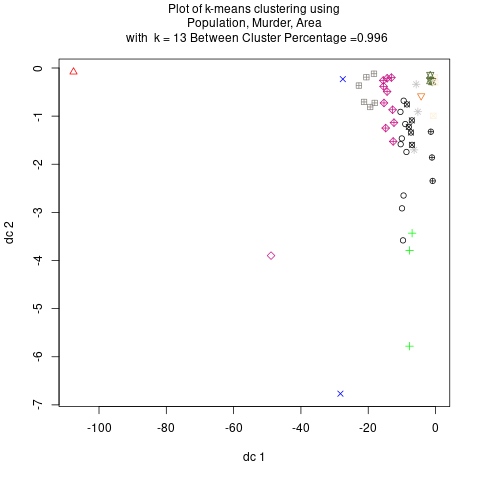 Plot of k-means clustering using
Population, Murder, Area
with  k = 13 Between Cluster Percentage =0.996
dc 2
0
-1
-2
-3
-4
-5
-6
-7
-100
-80
-60
-40
-20
0
dc 1